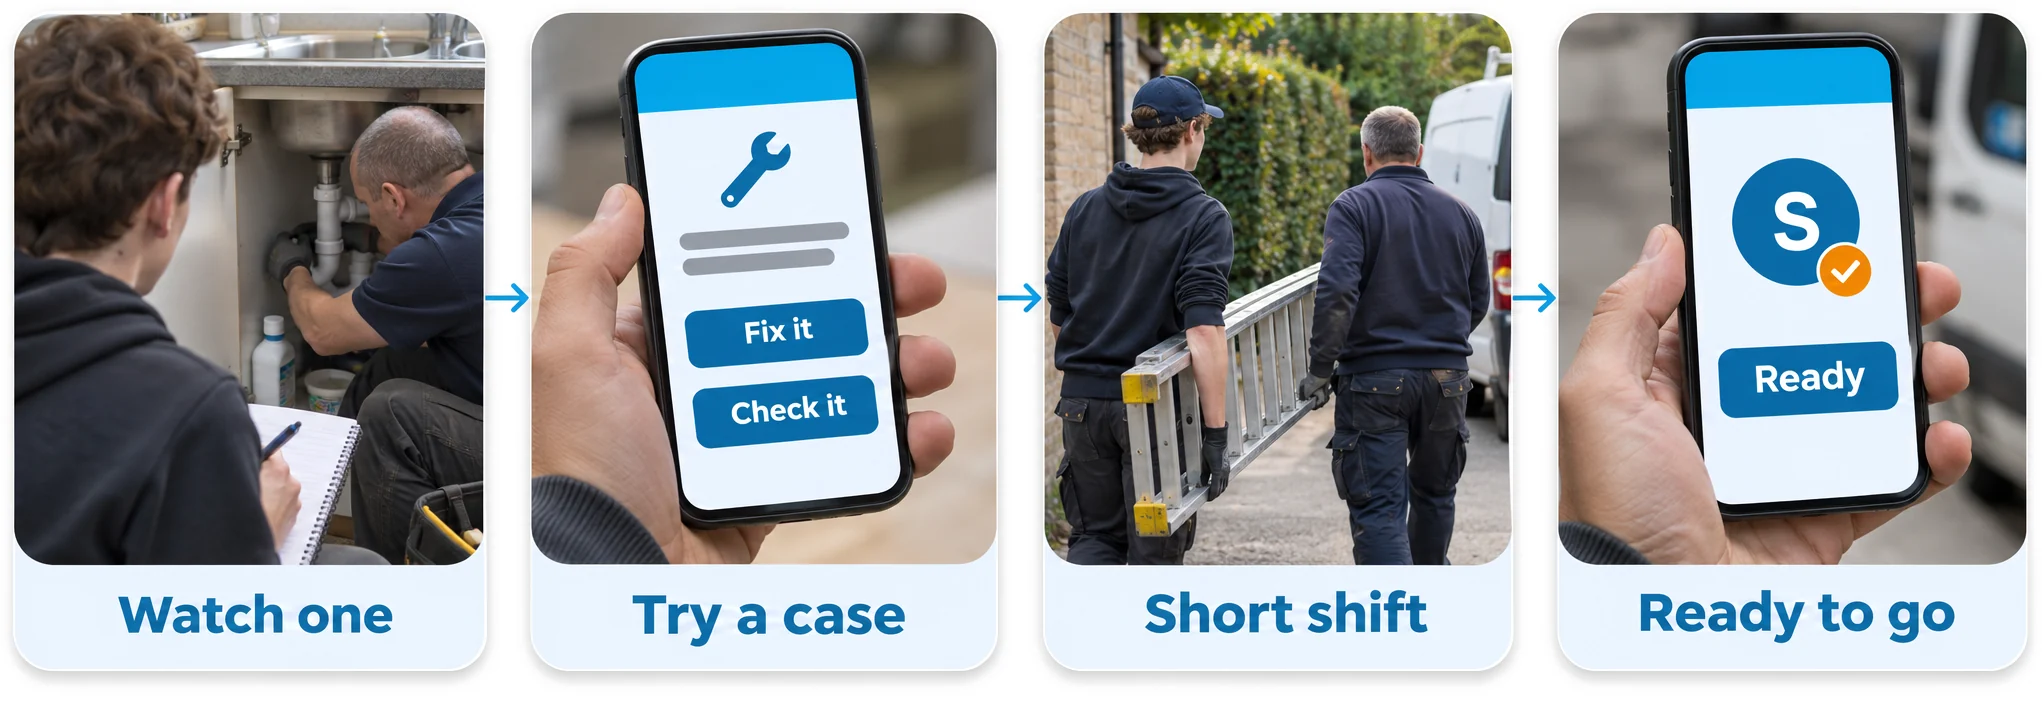 Fix it
Check it
S
Ready
Watch one
Try a case
Short shift
Ready to go